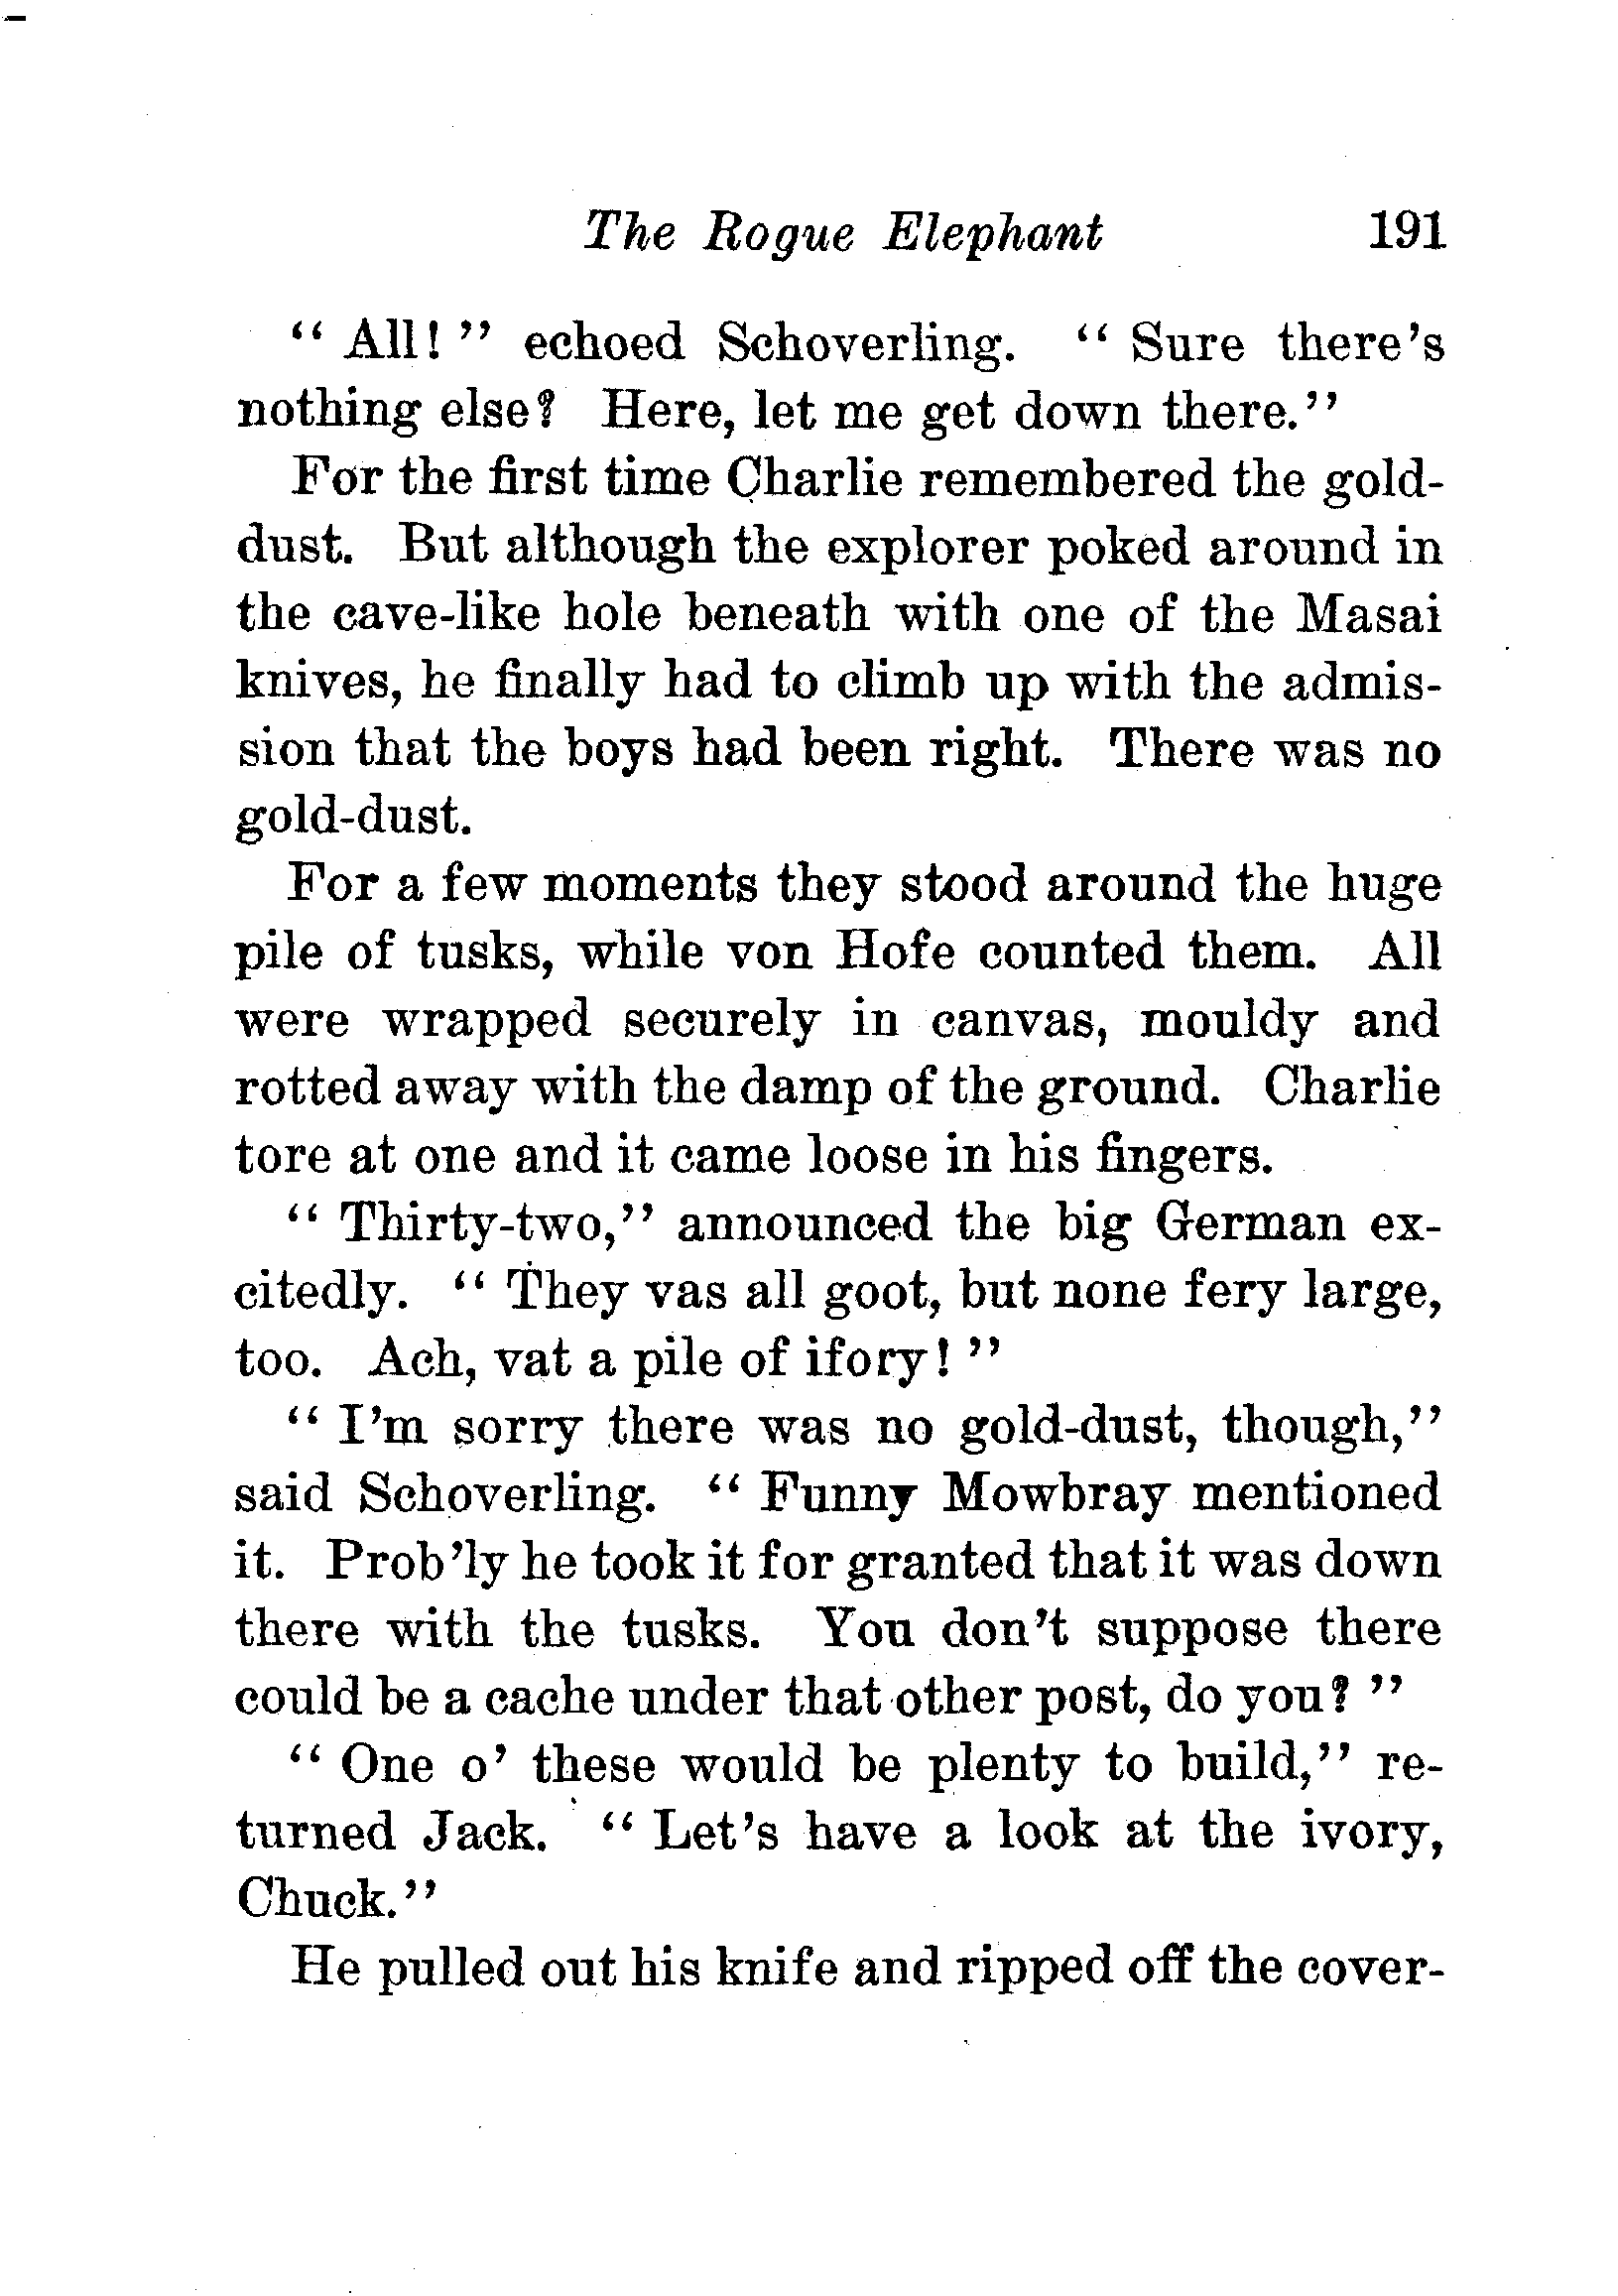 The Rogue Elephant 191
" All! " echoed Schoverling. " Sure there's
nothing else? Here, let me get down there."
For the first time Charlie remembered the gold-
dust. But although the explorer poked around in
the cave-like hole beneath with one of the Masai
knives, he finally had to climb up with the admis-
sion that the boys had been right. There was no
gold-dust.
For a few moments they stood around the huge
pile of tusks, while von Hofe counted them. All
were wrapped securely in canvas, mouldy and
rotted away with the damp of the ground. Charlie
tore at one and it came loose in his fingers.
" Thirty-two," announced the big German ex-
citedly. " They vas all goot, but none fery large,
too. Ach, vat a pile of ifory! "
" I'm sorry there was no gold-dust, though,"
said Schoverling. " Funny Mowbray mentioned
it. Prob'ly he took it for granted that it was down
there with the tusks. You don't suppose there
could be a cache under that other post, do you? "
" One o' these would be plenty to build," re-
turned Jack. " Let's have a look at the ivory,
Chuck."
He pulled out his knife and ripped off the cover-